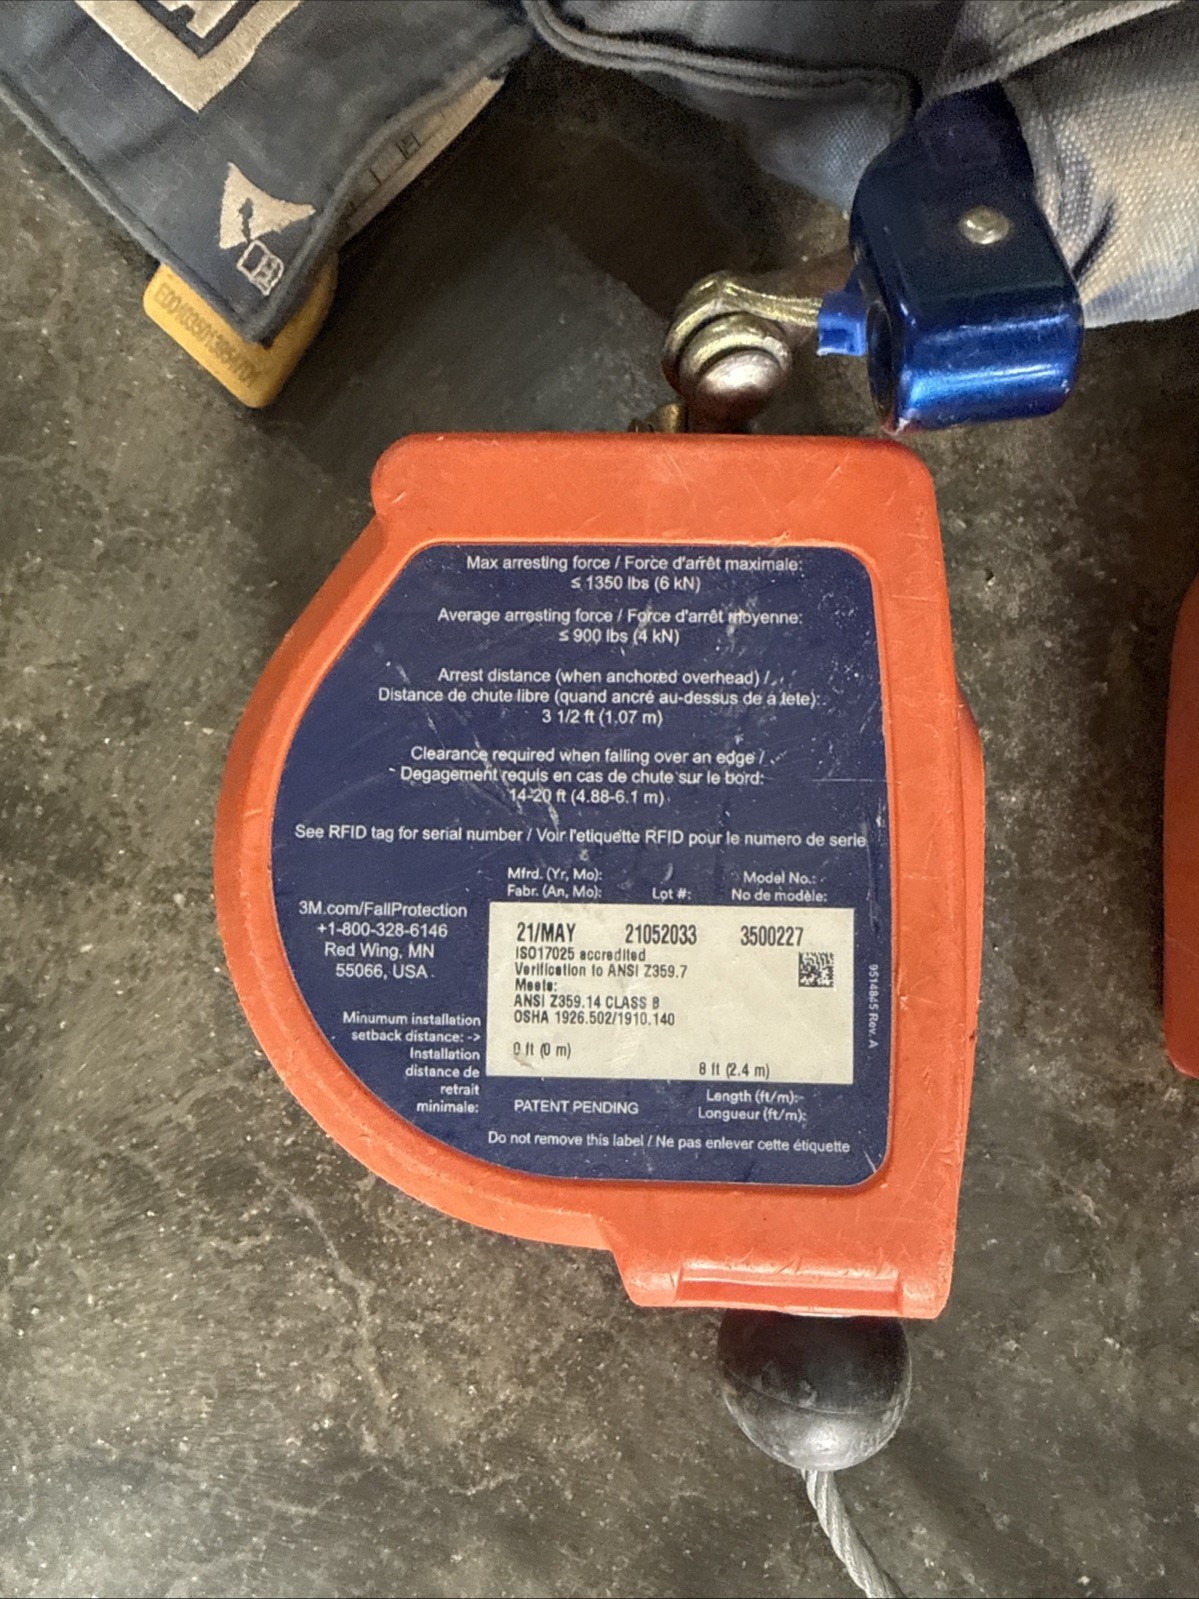 Max arresting force / Force d'arrêt maximale:
≤ 1350 lbs (6 kN)
Average arresting force / Force d'arrêt moyenne:
≤ 900 lbs (4 kN)
Arrest distance (when anchored overhead) /
Distance de chute libre (quand ancré au-dessus de a tete):
3 1/2 ft (1.07 m)
Clearance required when falling over an edge /
Degagement requis en cas de chute sur le bord:
14-20 ft (4.88-6.1 m)
See RFID tag for serial number / Voir l'etiquette RFID pour le numero de serie
Mfrd. (Yr, Mo):
Fabr. (An, Mo):
Lot #:
Model No.:
No de modèle:
21/MAY 21052033 3500227
ISO17025 accredited
Verification to ANSI Z359.7
Meets:
ANSI Z359.14 CLASS B
OSHA 1926.502/1910.140
0 ft (0 m)
8 ft (2.4 m)
3M.com/FallProtection
+1-800-328-6146
Red Wing, MN
55066, USA
Minumum installation
setback distance: ->
Installation
distance de
retrait
minimale:
PATENT PENDING
Length (ft/m):
Longueur (ft/m):
Do not remove this label / Ne pas enlever cette étiquette
9514845 Rev. A